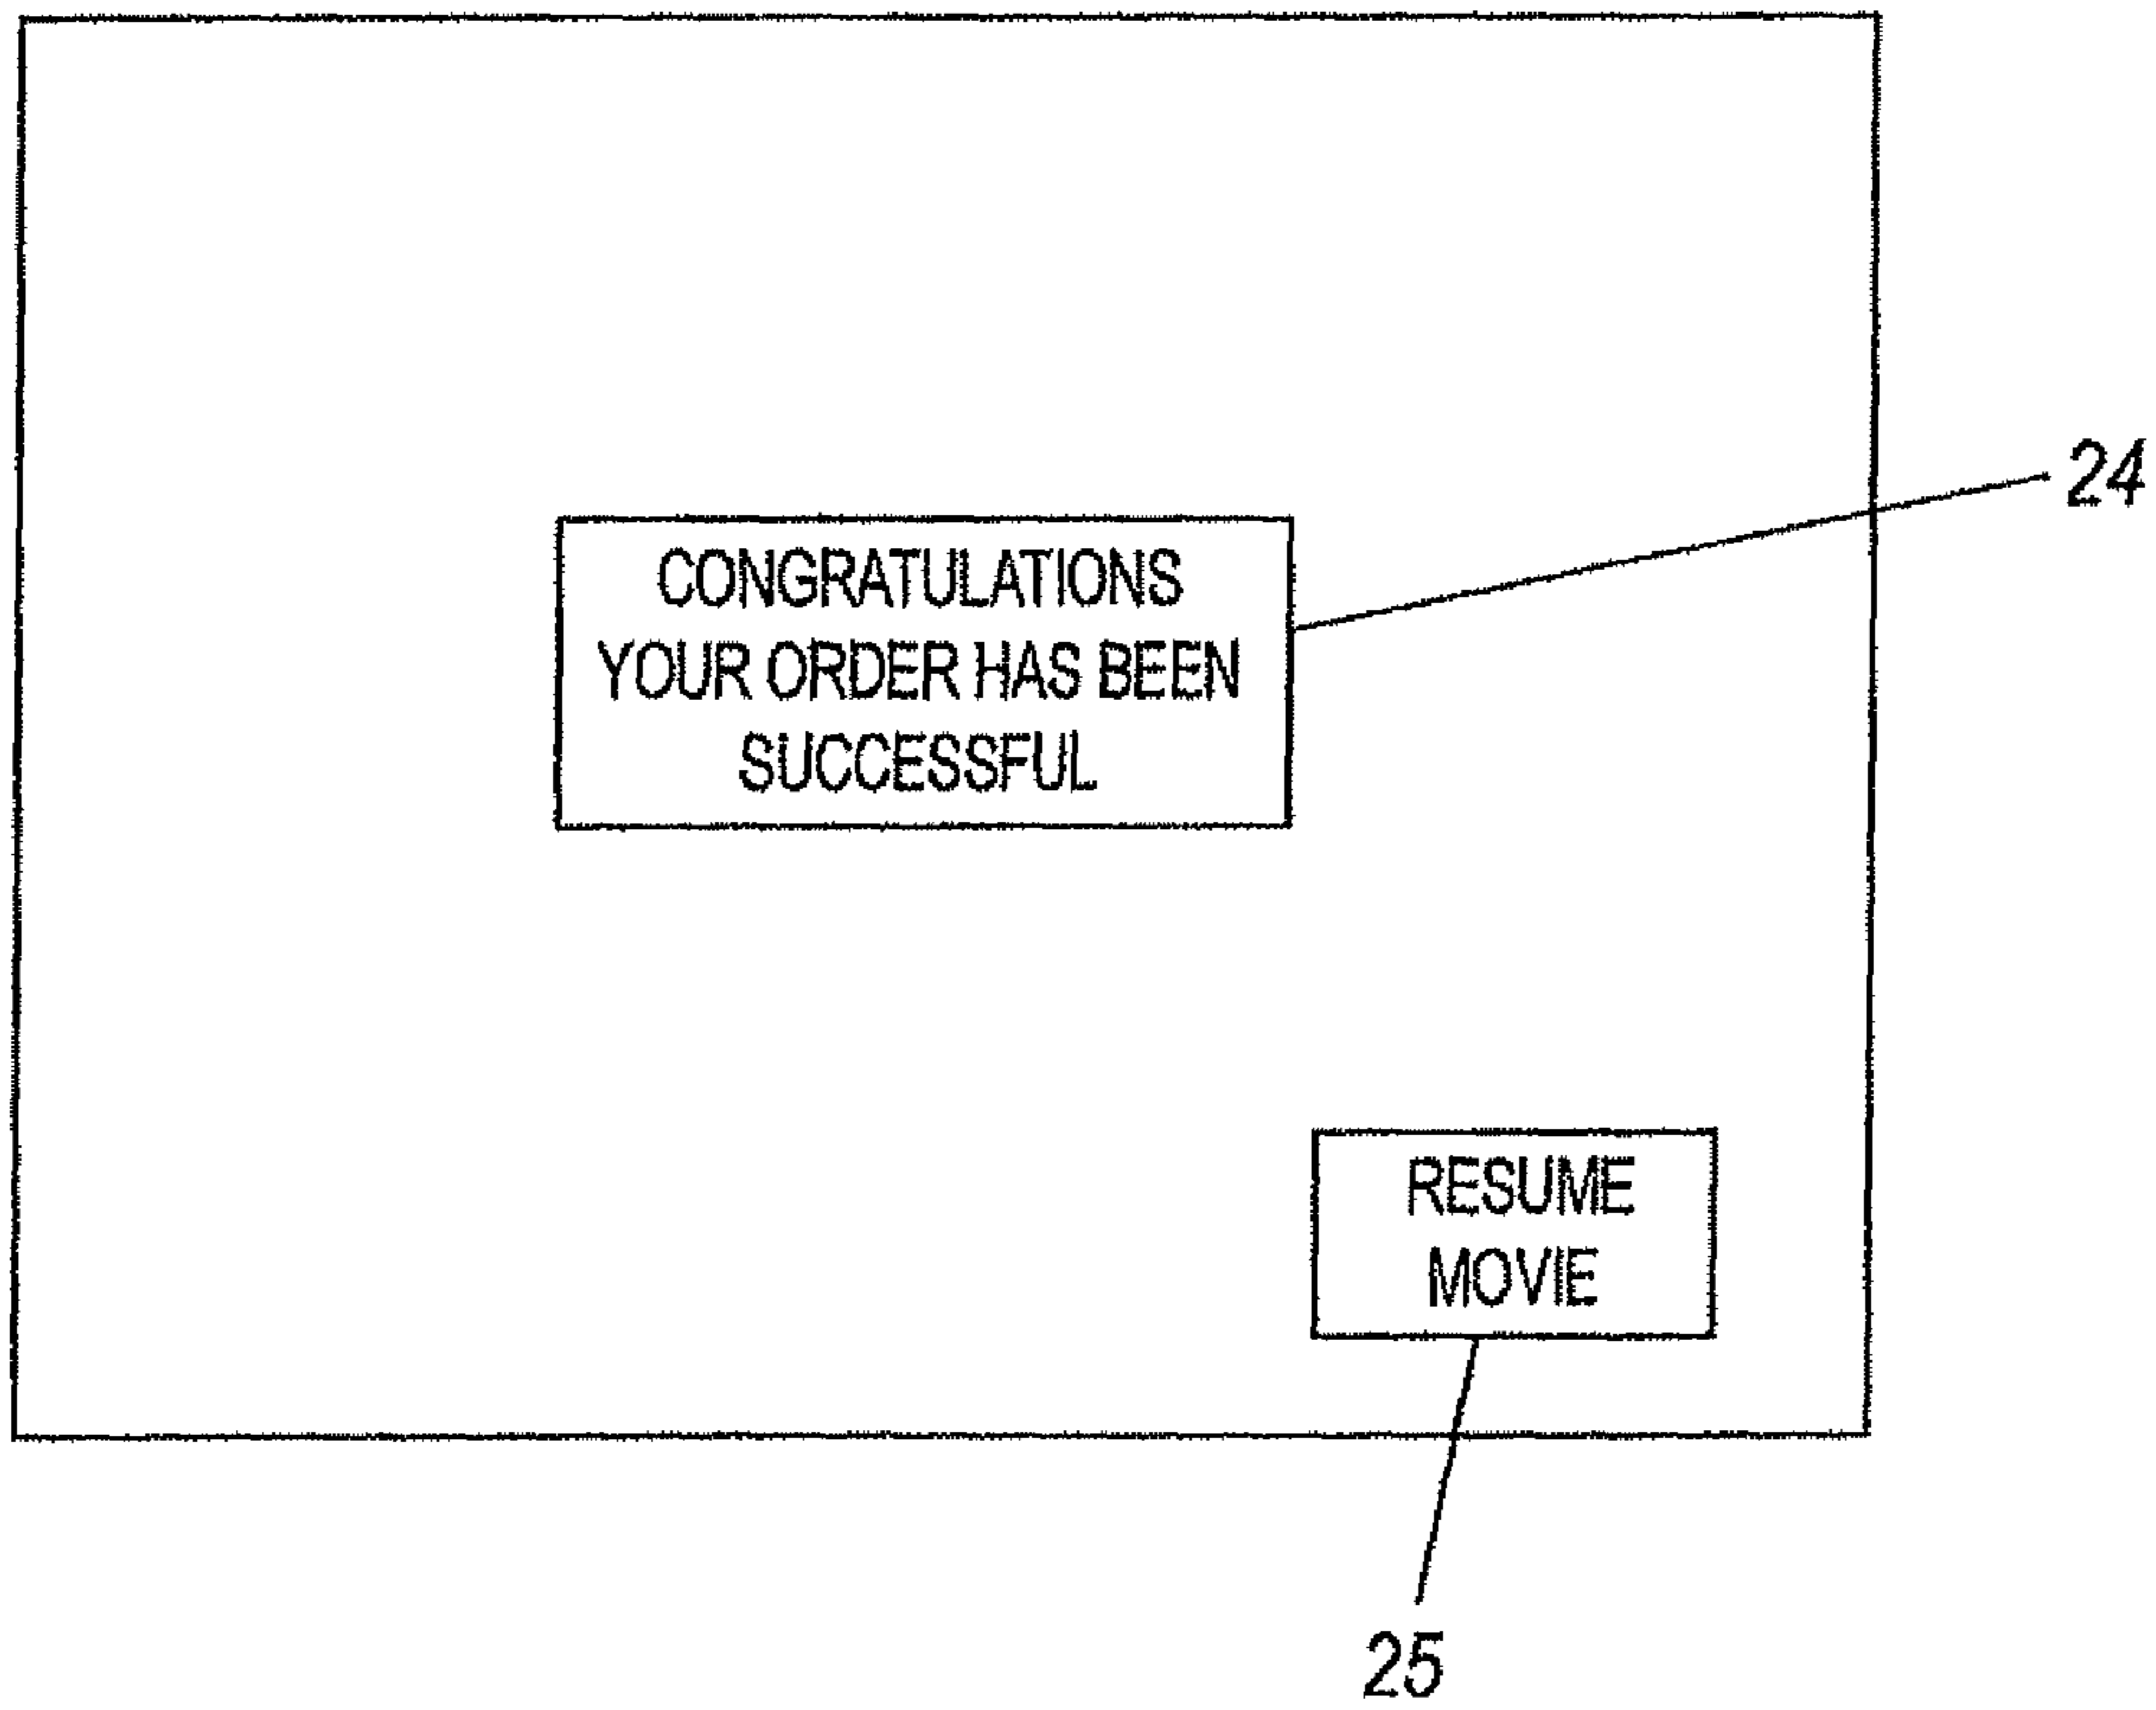 24
CONGRATULATIONS
YOUR ORDER HAS BEEN
SUCCESSFUL
RESUME
MOVIE
25